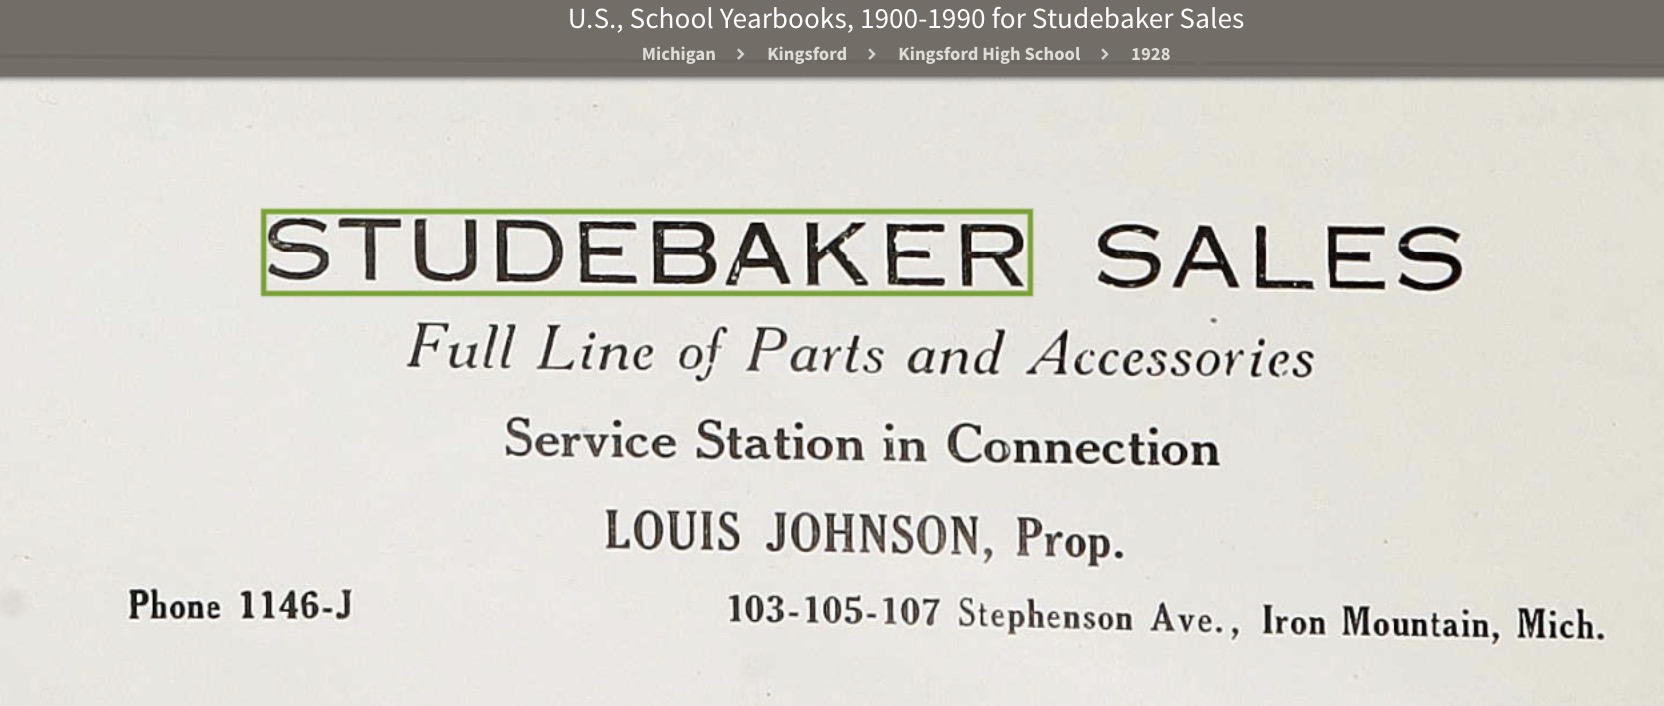 U.S., School Yearbooks, 1900-1990 for Studebaker Sales
Michigan > Kingsford > Kingsford High School > 1928
STUDEBAKER SALES
Full Line of Parts and Accessories
Service Station in Connection
LOUIS JOHNSON, Prop.
Phone 1146-J 103-105-107 Stephenson Ave., Iron Mountain, Mich.